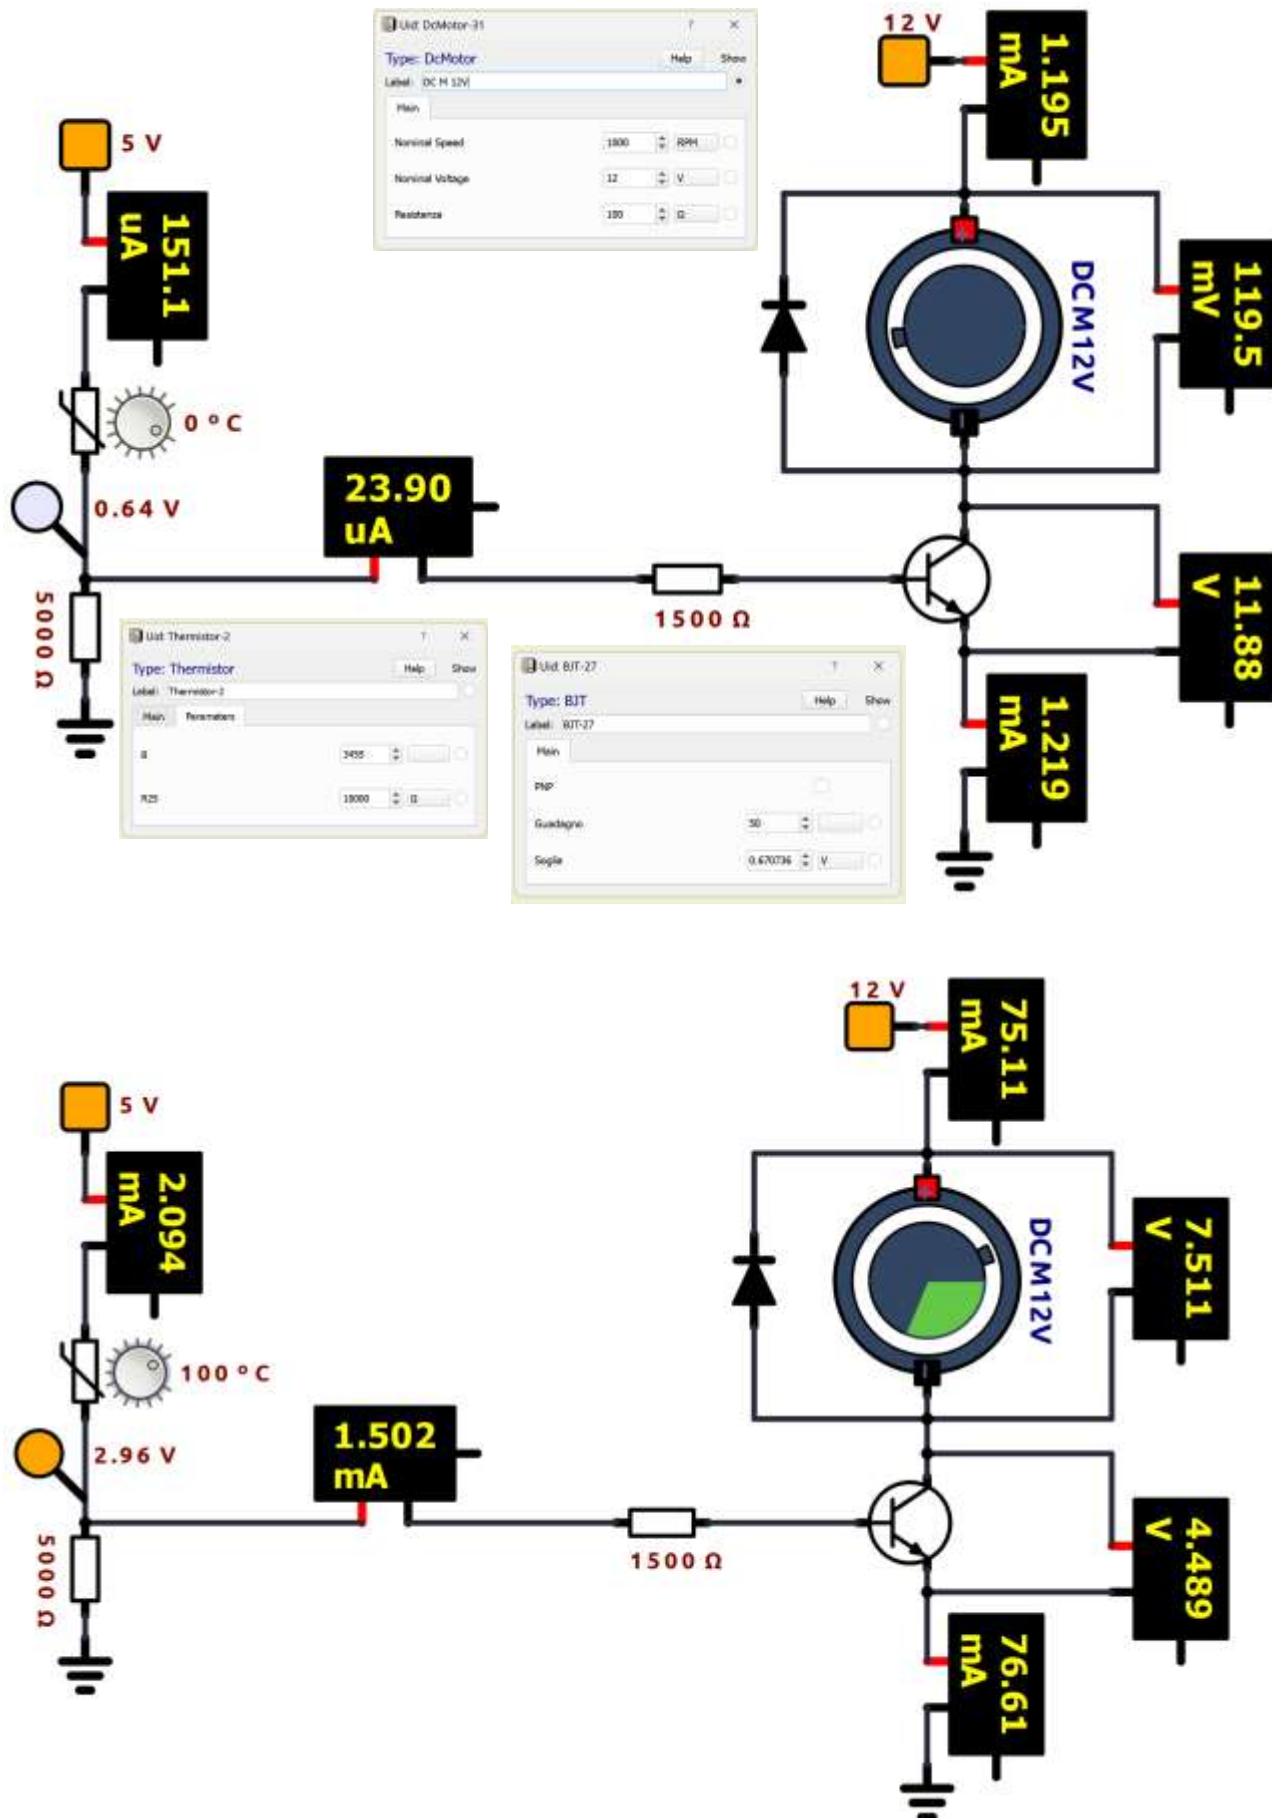 Uid: DcMotor-31
?
×
Type: DcMotor
Help
Show
Label: DC M 12V
Main
Nominal Speed 1000 RPM
Nominal Voltage 12 V
Resistenza 100 Ω
12 V
1.195
mA
5 V
151.1
uA
DC M 12V
119.5
mV
0 º C
0.64 V
23.90
uA
1500 Ω
5000 Ω
11.88
V
1.219
mA
Uid: Thermistor-2
?
×
Type: Thermistor
Help
Show
Label: Thermistor-2
Main
Parameters
B 3455
R25 10000 Ω
Uid: BJT-27
?
×
Type: BJT
Help
Show
Label: BJT-27
Main
PNP
Guadagno 50
Soglia 0.670736 V
12 V
75.11
mA
5 V
2.094
mA
DC M 12V
7.511
V
100 º C
2.96 V
1.502
mA
1500 Ω
5000 Ω
4.489
V
76.61
mA